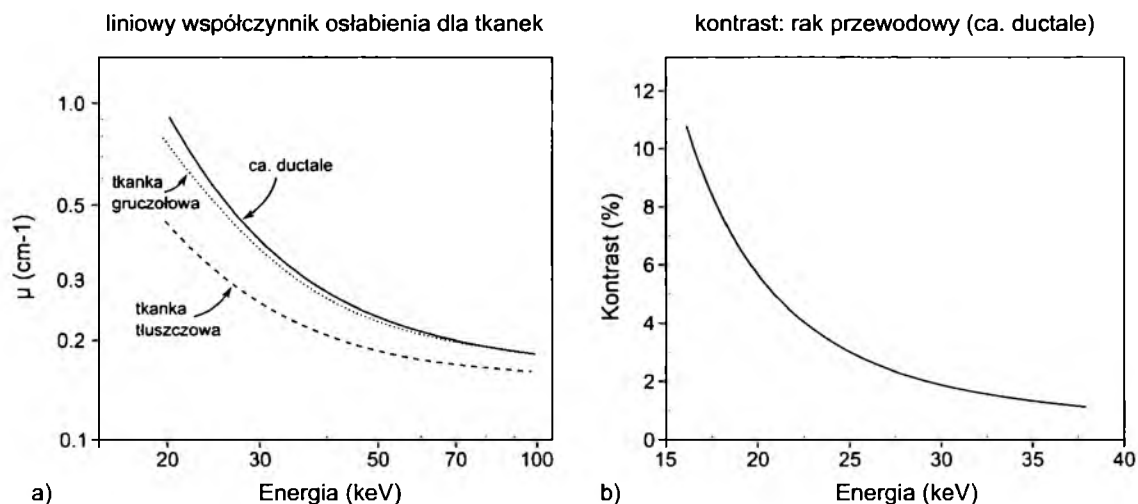 liniowy współczynnik osłabienia dla tkanek
1.0
0.5
0.3
0.2
0.1
µ (cm-1)
tkanka
gruczołowa
ca. ductale
tkanka
tłuszczowa
20
30
50
70
100
a)
Energia (keV)
kontrast: rak przewodowy (ca. ductale)
12
10
8
6
4
2
0
Kontrast (%)
15
20
25
30
35
40
b)
Energia (keV)